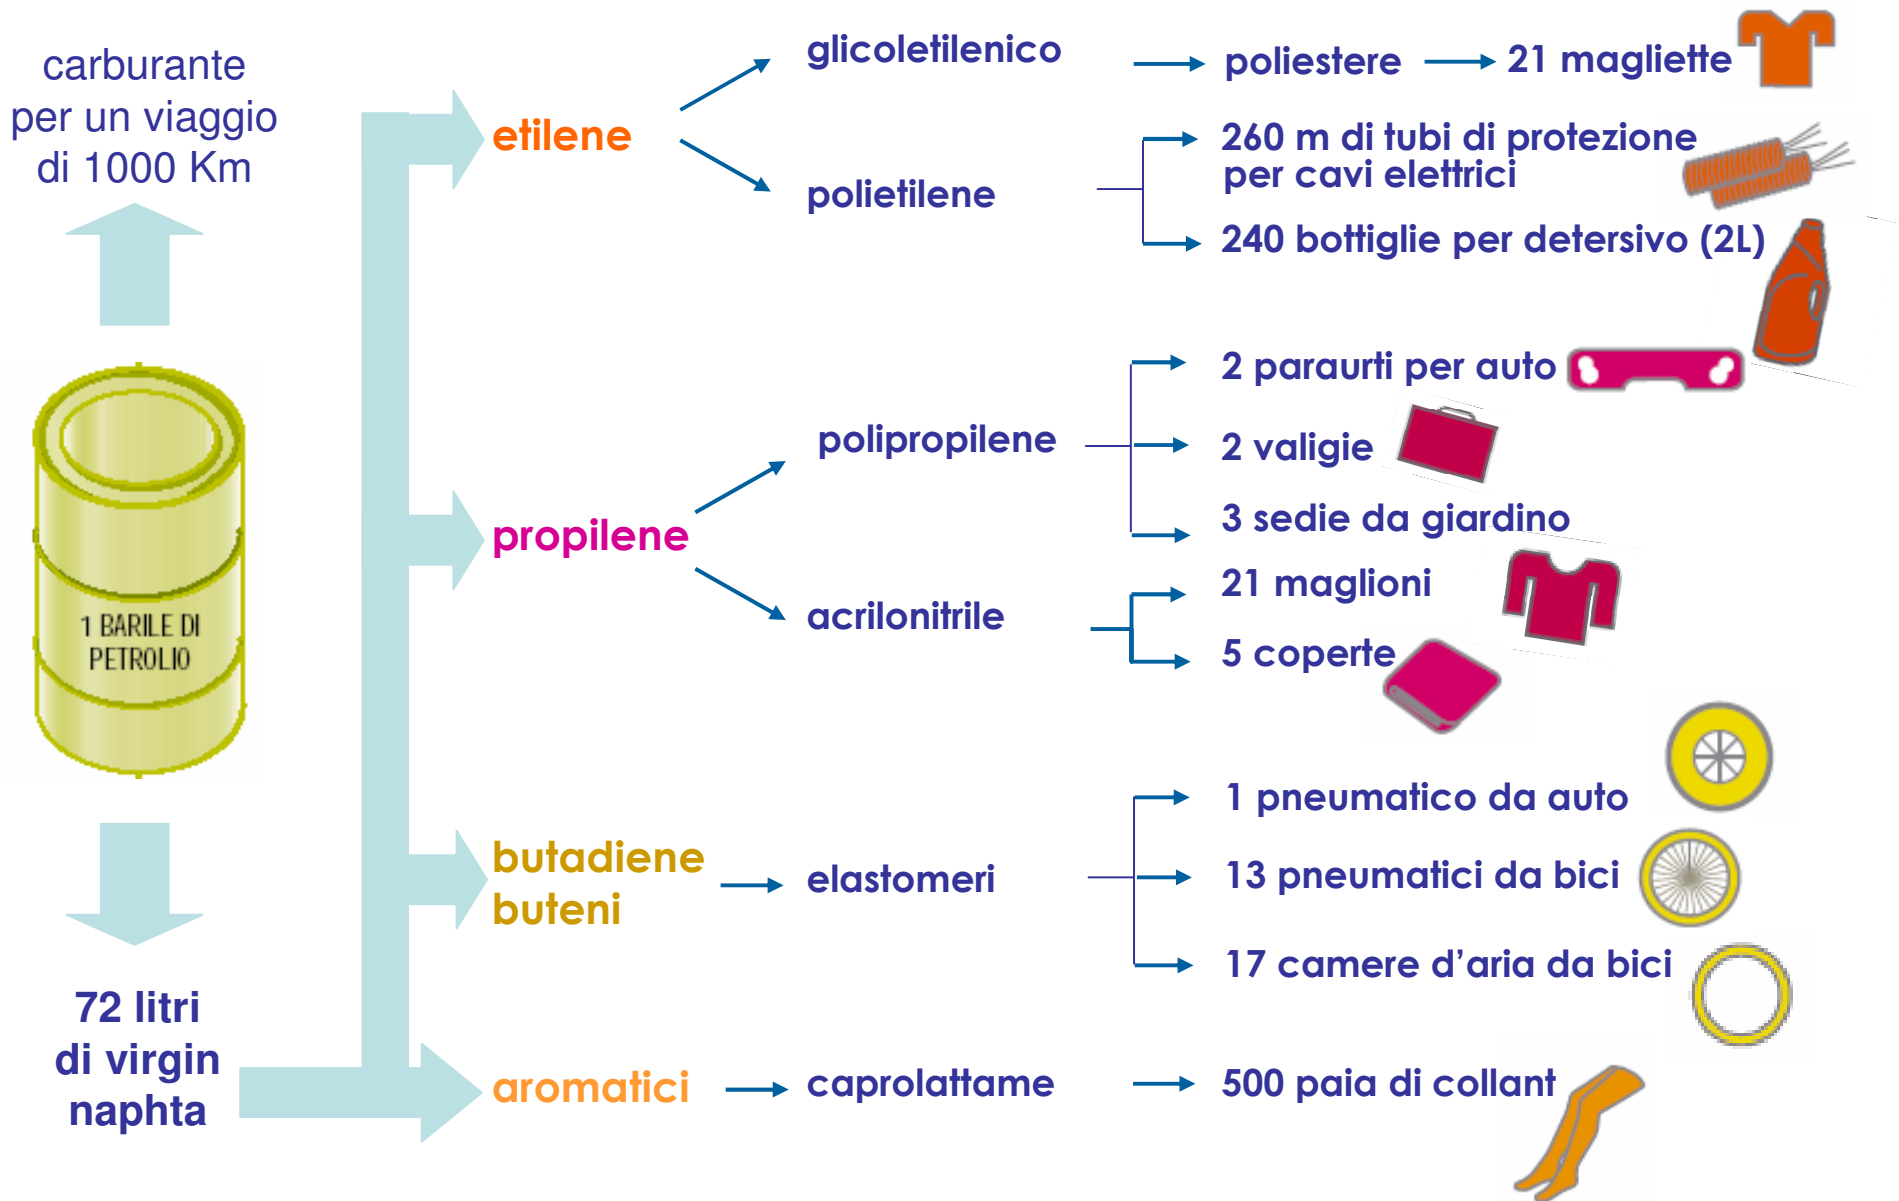 carburante
per un viaggio
di 1000 Km
1 BARILE DI
PETROLIO
72 litri
di virgin
naphta
etilene
glicoletilenico
poliestere
21 magliette
polietilene
260 m di tubi di protezione
per cavi elettrici
240 bottiglie per detersivo (2L)
propilene
polipropilene
2 paraurti per auto
2 valigie
3 sedie da giardino
acrilonitrile
21 maglioni
5 coperte
butadiene
buteni
elastomeri
1 pneumatico da auto
13 pneumatici da bici
17 camere d’aria da bici
aromatici
caprolattame
500 paia di collant